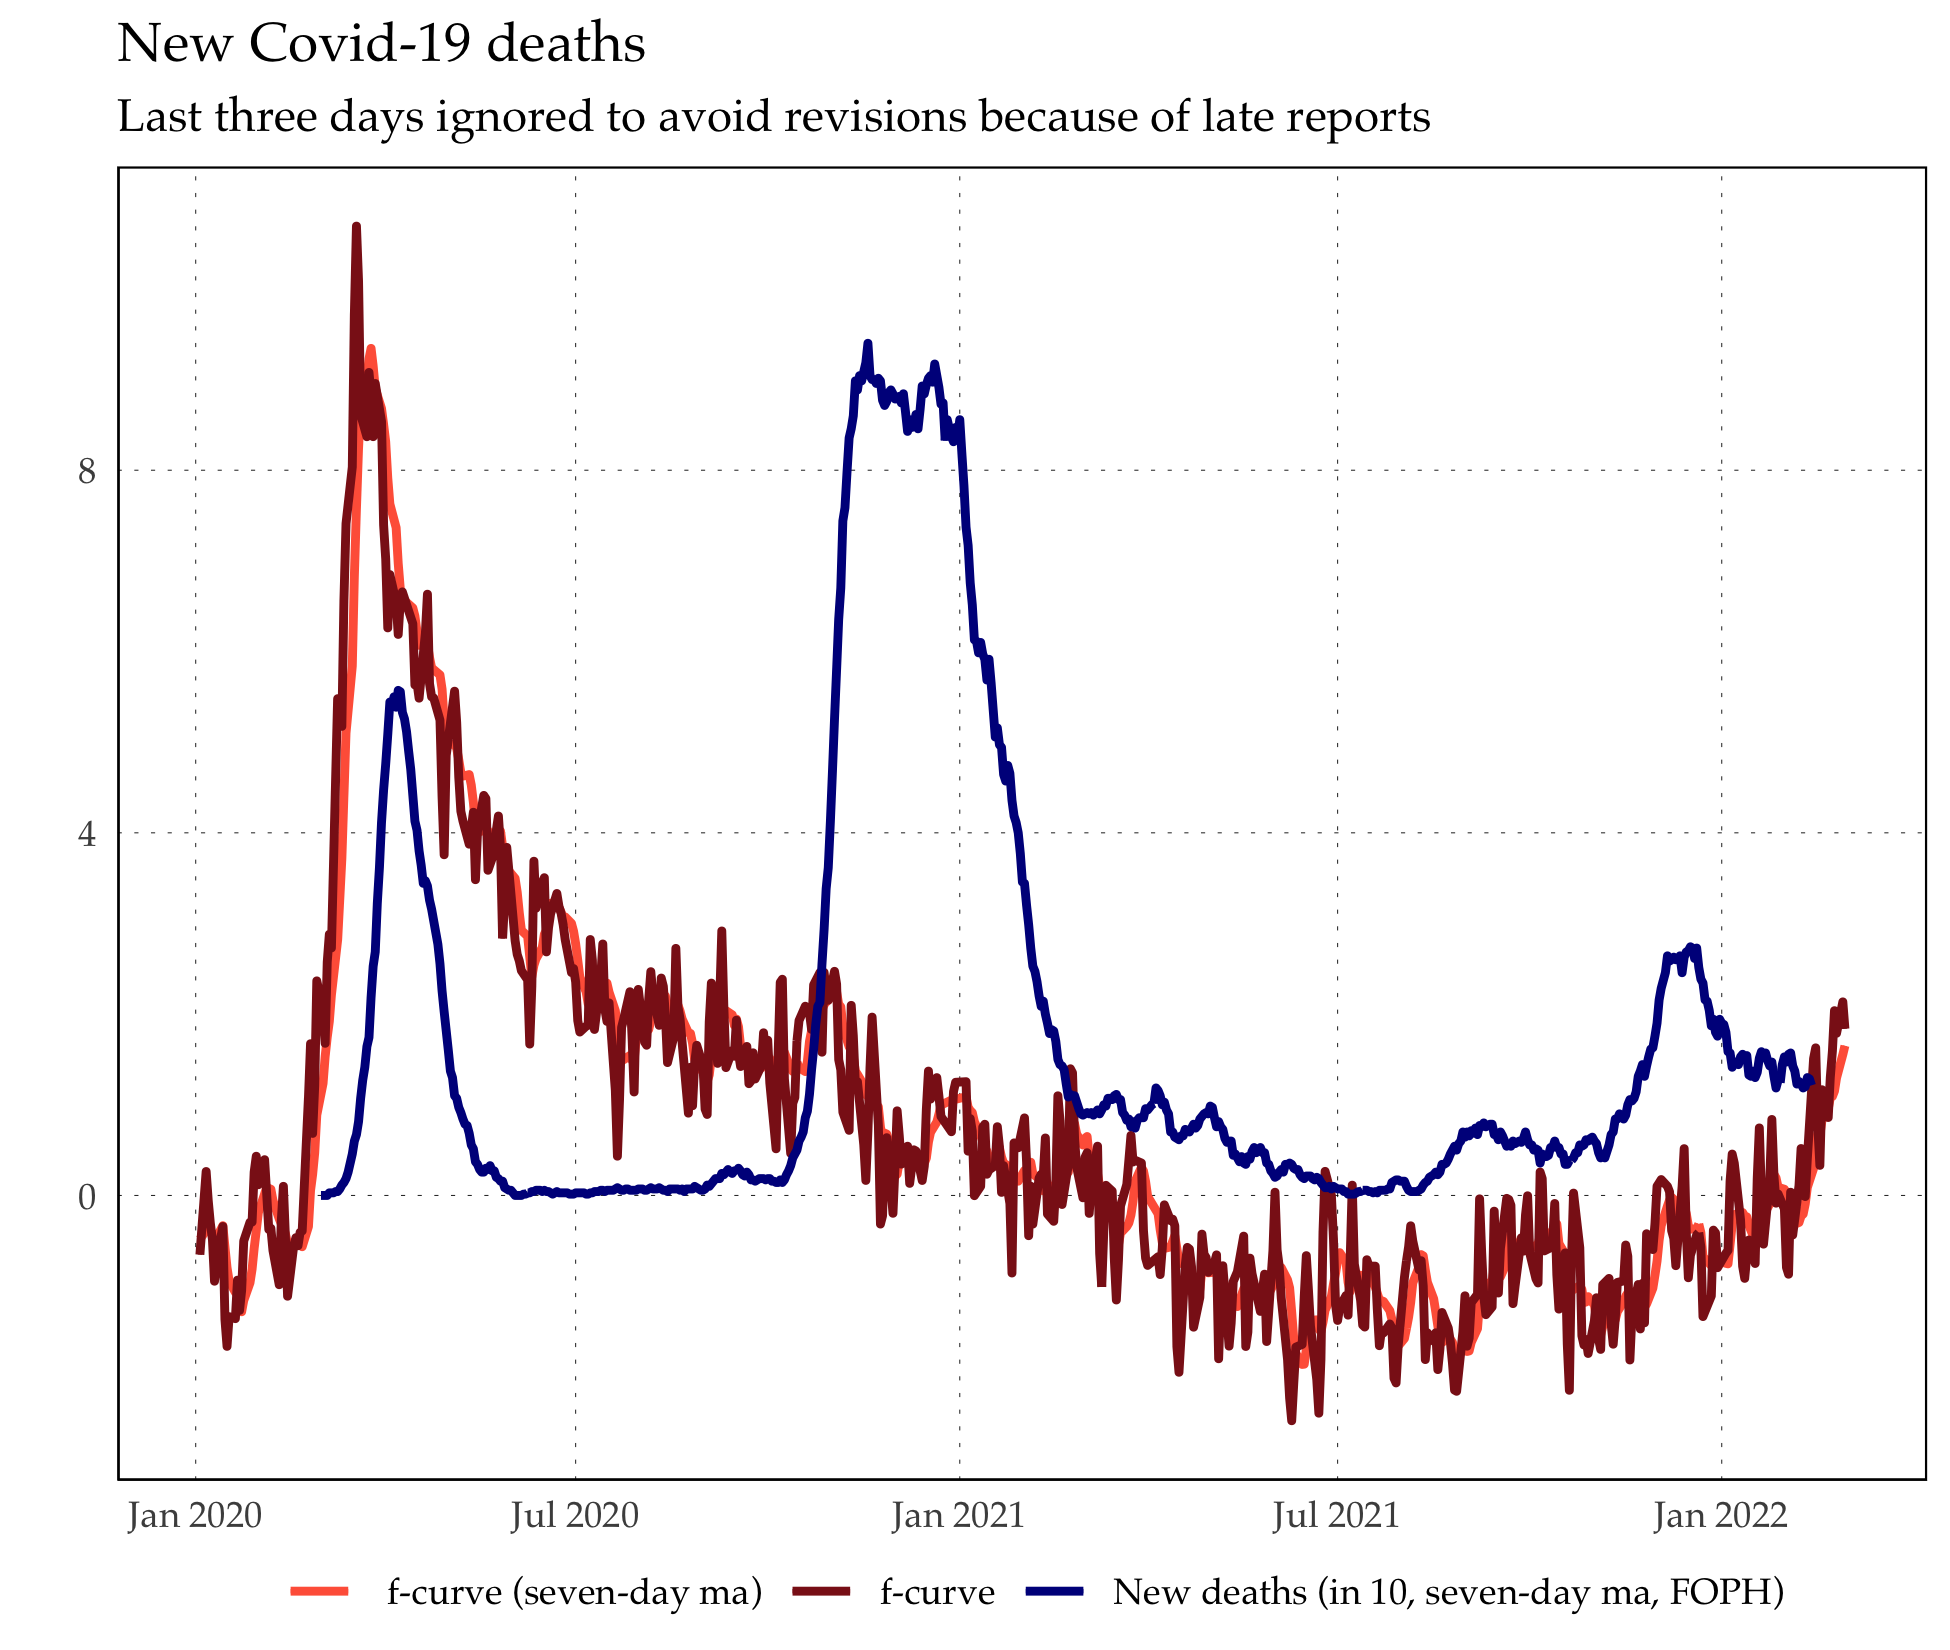 New Covid-19 deaths
Last three days ignored to avoid revisions because of late reports
8
4
0
Jan 2020 Jul 2020 Jan 2021 Jul 2021 Jan 2022
f-curve (seven-day ma) f-curve New deaths (in 10, seven-day ma, FOPH)